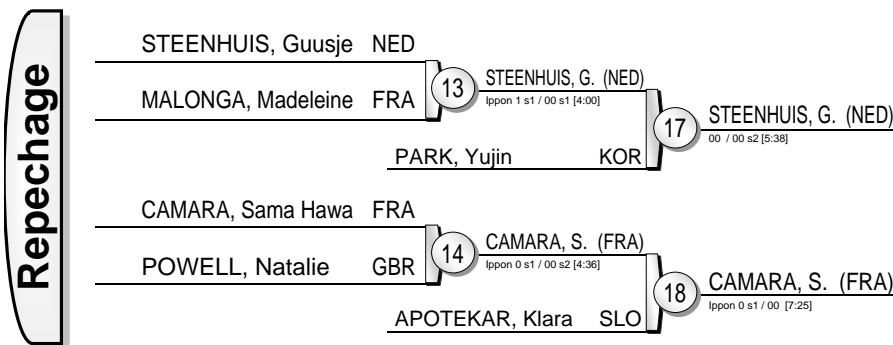 Repechage
STEENHUIS, Guusje NED
MALONGA, Madeleine FRA
13
STEENHUIS, G. (NED)
Ippon 1 s1 / 00 s1 [4:00]
PARK, Yujin KOR
17
STEENHUIS, G. (NED)
00 / 00 s2 [5:38]
CAMARA, Sama Hawa FRA
POWELL, Natalie GBR
14
CAMARA, S. (FRA)
Ippon 0 s1 / 00 s2 [4:36]
APOTEKAR, Klara SLO
18
CAMARA, S. (FRA)
Ippon 0 s1 / 00 [7:25]